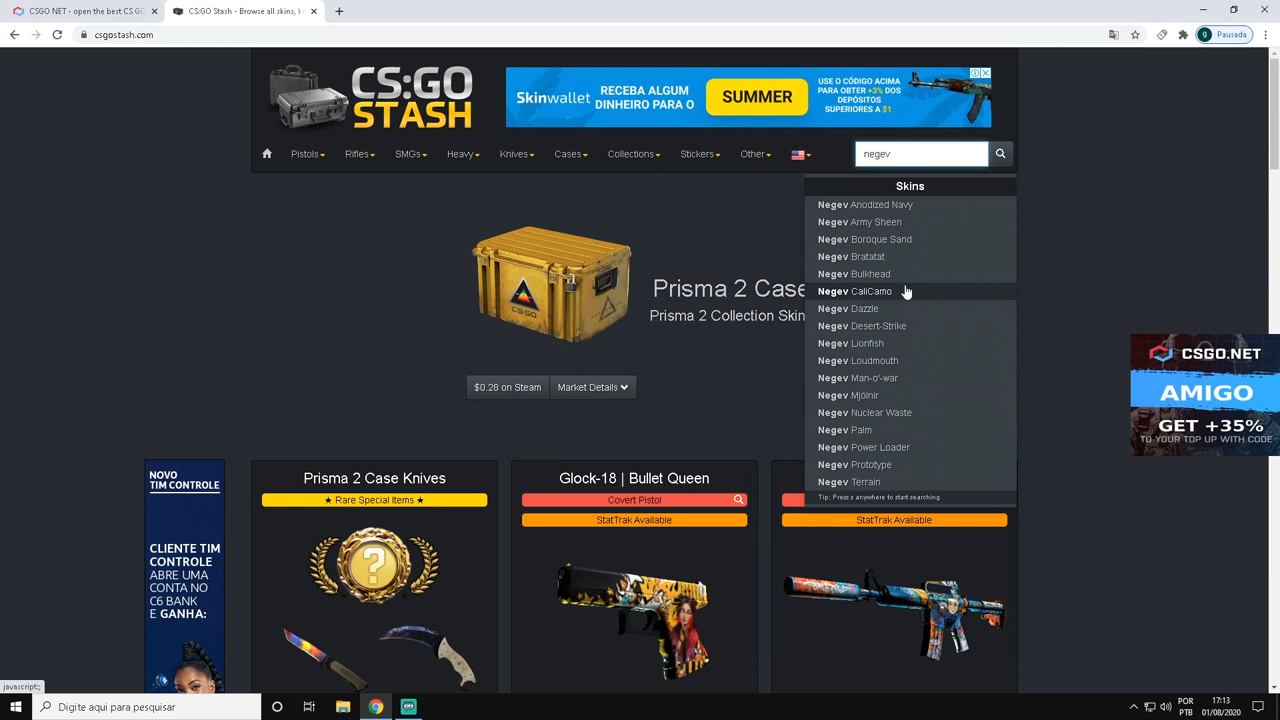 CSGO NET - open the best CS GO
CS:GO Stash - Browse all skins, kn
csgostash.com
g
Pausada
CS:GO
STASH
Skinwallet
RECEBA ALGUM
DINHEIRO PARA O
SUMMER
USE O CÓDIGO ACIMA
PARA OBTER +3% DOS
DEPÓSITOS
SUPERIORES A $1.
Pistols
Rifles
SMGs
Heavy
Knives
Cases
Collections
Stickers
Other
negev
Skins
Negev Anodized Navy
Negev Army Sheen
Negev Boroque Sand
Negev Bratatat
Negev Bulkhead
Negev CaliCamo
Negev Dazzle
Negev Desert-Strike
Negev Lionfish
Negev Loudmouth
Negev Man-o'-war
Negev Mjölnir
Negev Nuclear Waste
Negev Palm
Negev Power Loader
Negev Prototype
Negev Terrain
Tip: Press s anywhere to start searching
CS:GO
Prisma 2 Case
Prisma 2 Collection Skin
$0.26 on Steam
Market Details
CSGO.NET
AMIGO
GET +35%
TO YOUR TOP UP WITH CODE
NOVO
TIM CONTROLE
CLIENTE TIM
CONTROLE
ABRE UMA
CONTA NO
C6 BANK
E GANHA:
Prisma 2 Case Knives
★ Rare Special Items ★
?
Glock-18 | Bullet Queen
Covert Pistol
StatTrak Available
StatTrak Available
javascript:;
Digite aqui para pesquisar
POR
PTB
17:13
01/08/2020